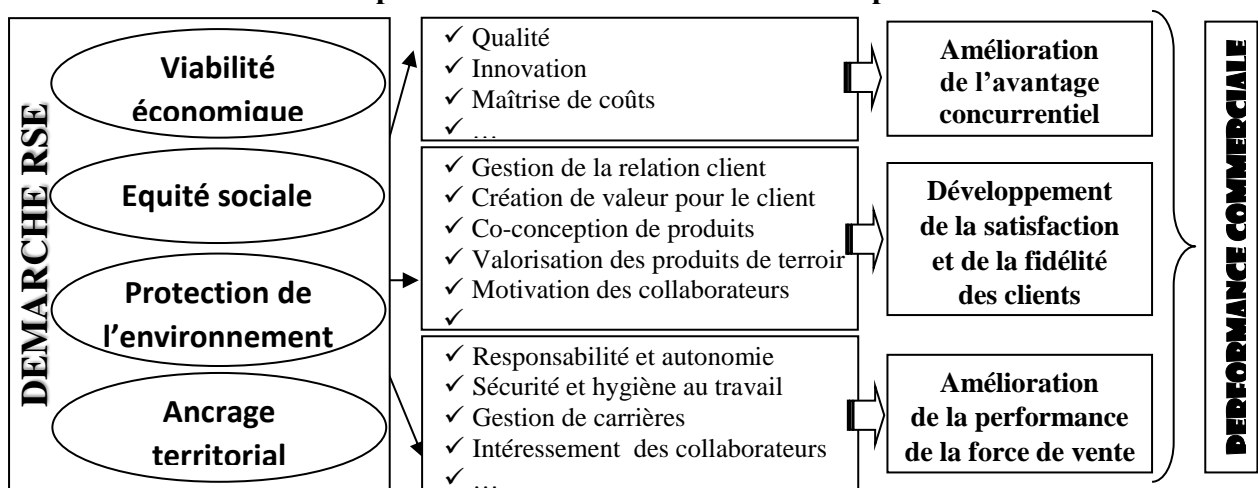 DEMARCHE RSE
Viabilité
économique
Equité sociale
Protection de
l'environnement
Ancrage
territorial
✓ Qualité
✓ Innovation
✓ Maîtrise de coûts
✓ …
✓ Gestion de la relation client
✓ Création de valeur pour le client
✓ Co-conception de produits
✓ Valorisation des produits de terroir
✓ Motivation des collaborateurs
✓
✓ Responsabilité et autonomie
✓ Sécurité et hygiène au travail
✓ Gestion de carrières
✓ Intéressement des collaborateurs
✓ …
Amélioration
de l'avantage
concurrentiel
Développement
de la satisfaction
et de la fidélité
des clients
Amélioration
de la performance
de la force de vente
PERFORMANCE COMMERCIALE